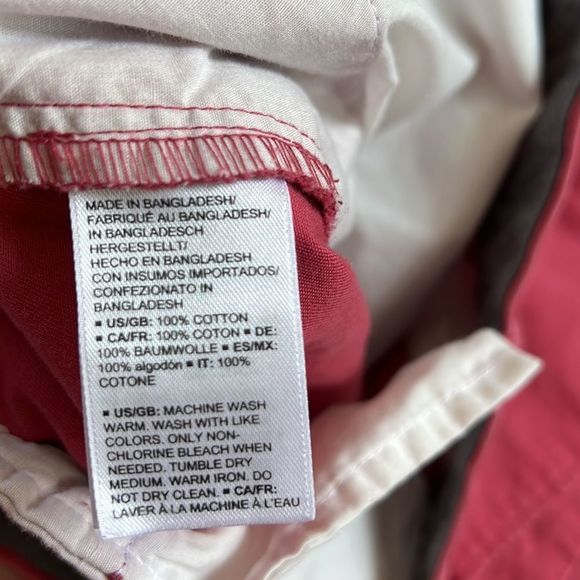 MADE IN BANGLADESH/
FABRIQUÉ AU BANGLADESH/
IN BANGLADESCH
HERGESTELLT/
HECHO EN BANGLADESH
CON INSUMOS IMPORTADOS/
CONFEZIONATO IN
BANGLADESH
▪ US/GB: 100% COTTON
▪ CA/FR: 100% COTON ▪ DE:
100% BAUMWOLLE ▪ ES/MX:
100% algodón ▪ IT: 100%
COTONE
▪ US/GB: MACHINE WASH
WARM. WASH WITH LIKE
COLORS. ONLY NON-
CHLORINE BLEACH WHEN
NEEDED. TUMBLE DRY
MEDIUM. WARM IRON. DO
NOT DRY CLEAN. ▪ CA/FR:
LAVER À LA MACHINE À L'EAU